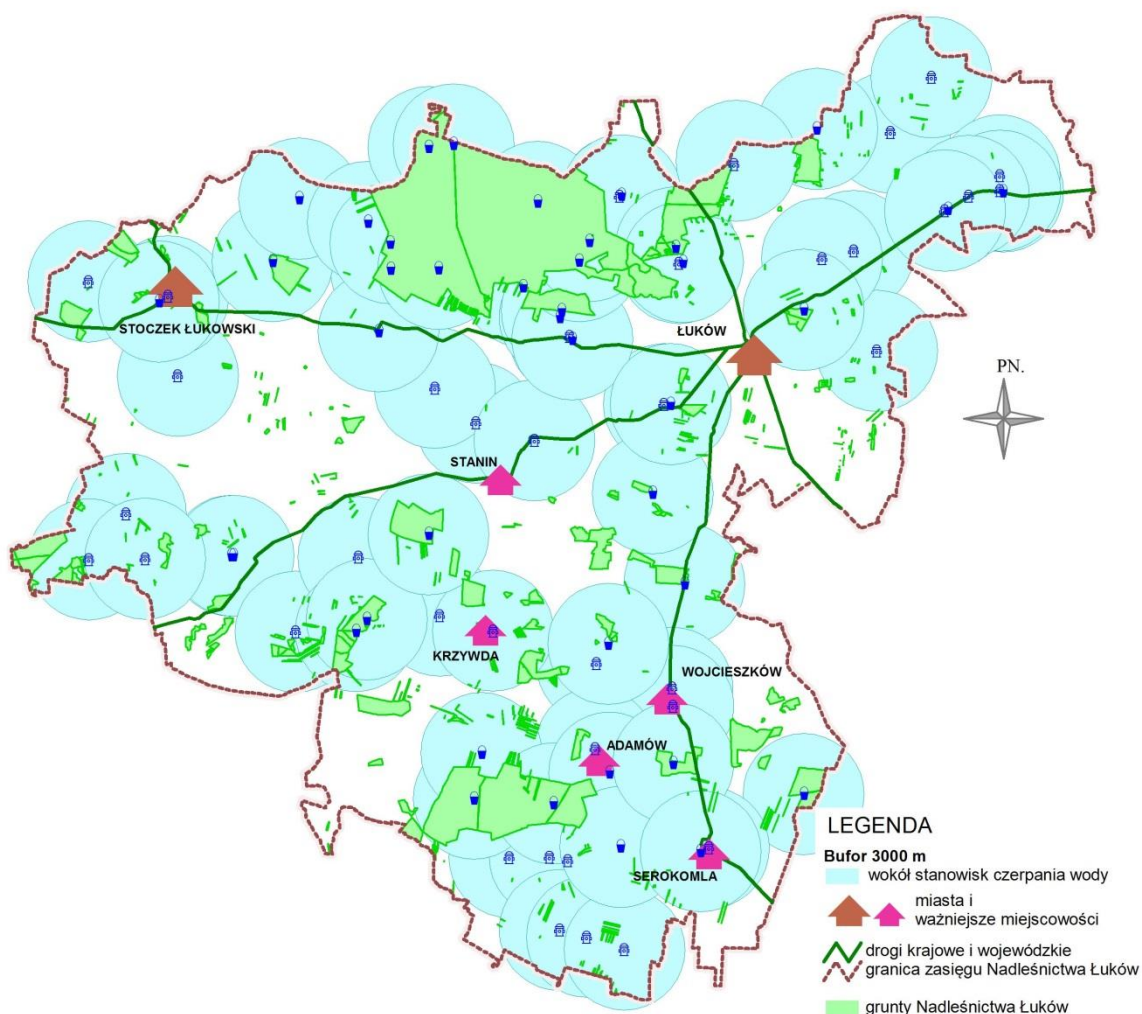 STOCZEK ŁUKOWSKI
ŁUKÓW
PN.
STANIN
KRZYWDA
WOJCIESZKÓW
ADAMÓW
SEROKOMLA
LEGENDA
Bufor 3000 m
wokół stanowisk czerpania wody
miasta i
ważniejsze miejscowości
drogi krajowe i wojewódzkie
granica zasięgu Nadleśnictwa Łuków
grunty Nadleśnictwa Łuków